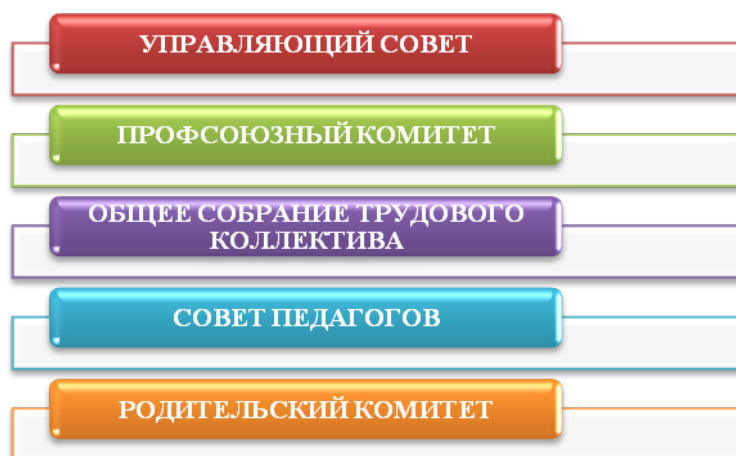 УПРАВЛЯЮЩИЙ СОВЕТ
ПРОФСОЮЗНЫЙ КОМИТЕТ
ОБЩЕЕ СОБРАНИЕ ТРУДОВОГО
КОЛЛЕКТИВА
СОВЕТ ПЕДАГОГОВ
РОДИТЕЛЬСКИЙ КОМИТЕТ